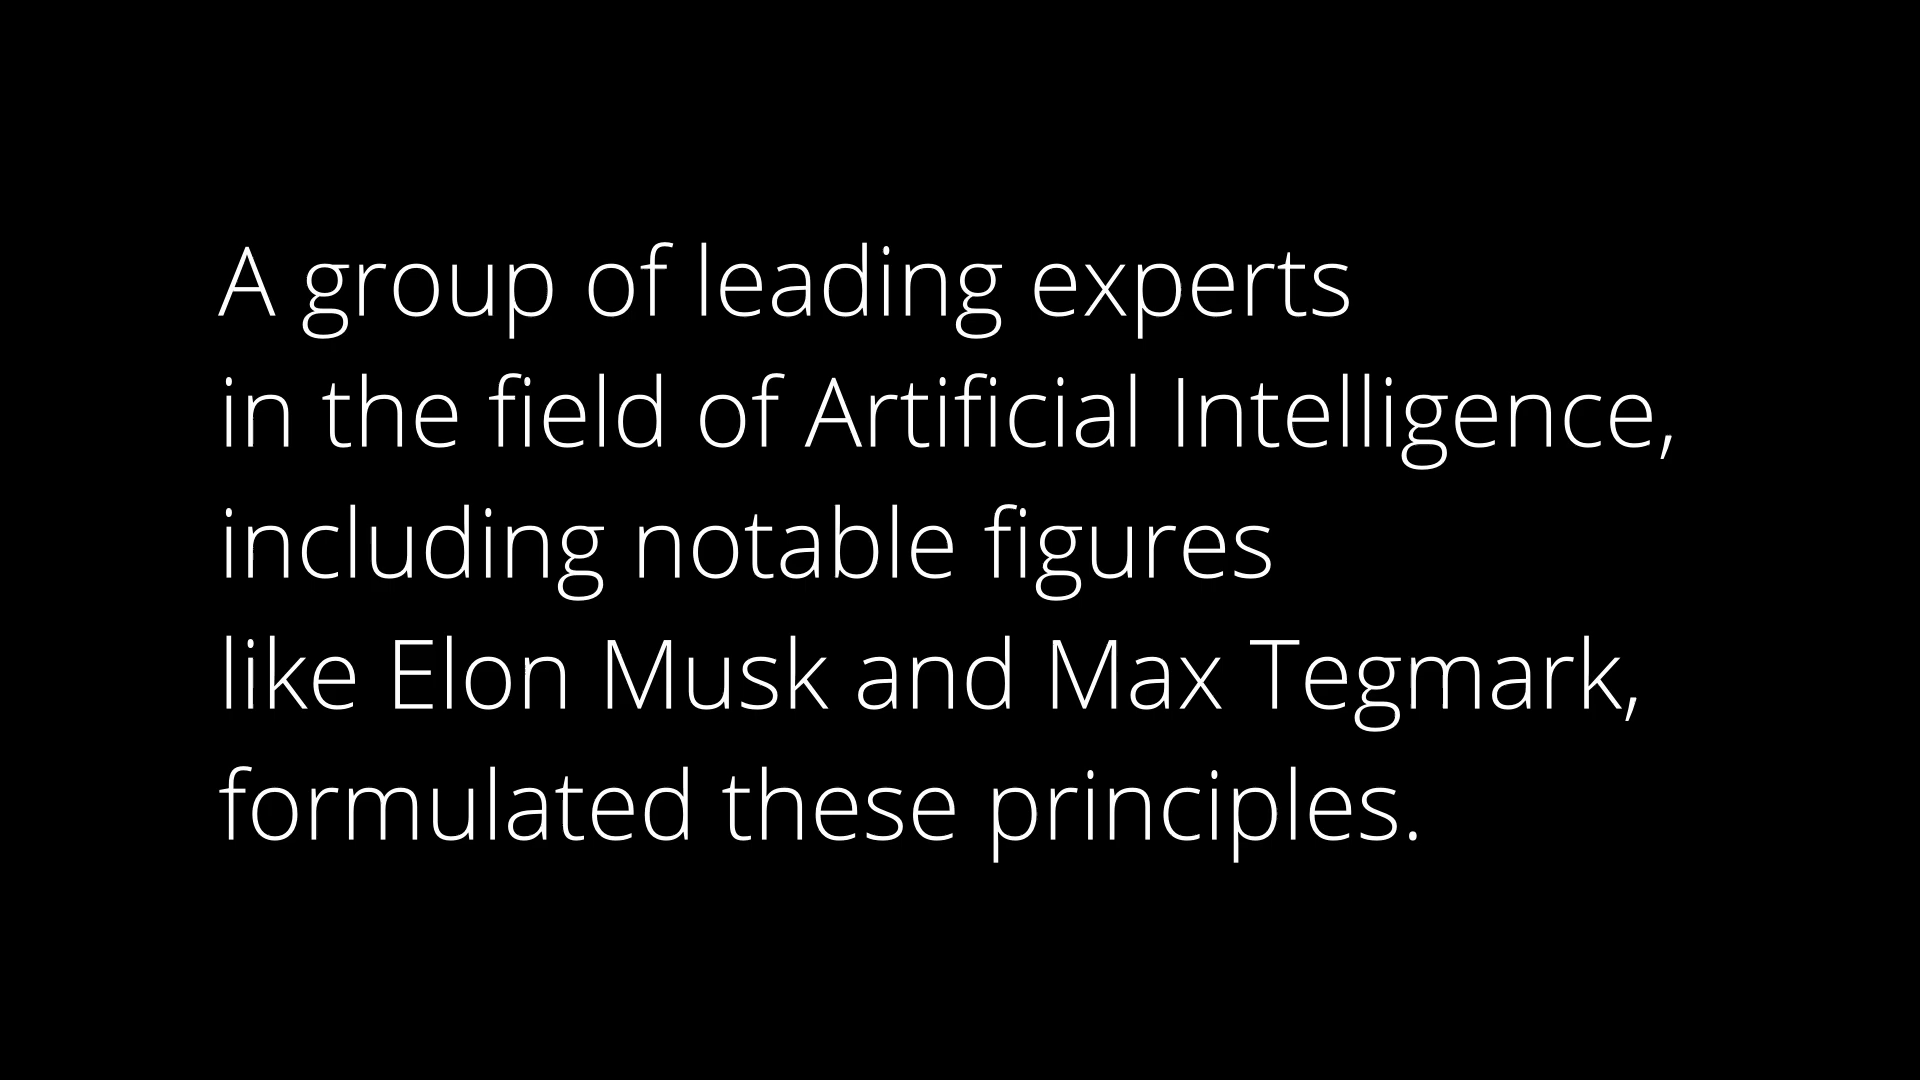 A group of leading experts
in the field of Artificial Intelligence,
including notable figures
like Elon Musk and Max Tegmark,
formulated these principles.